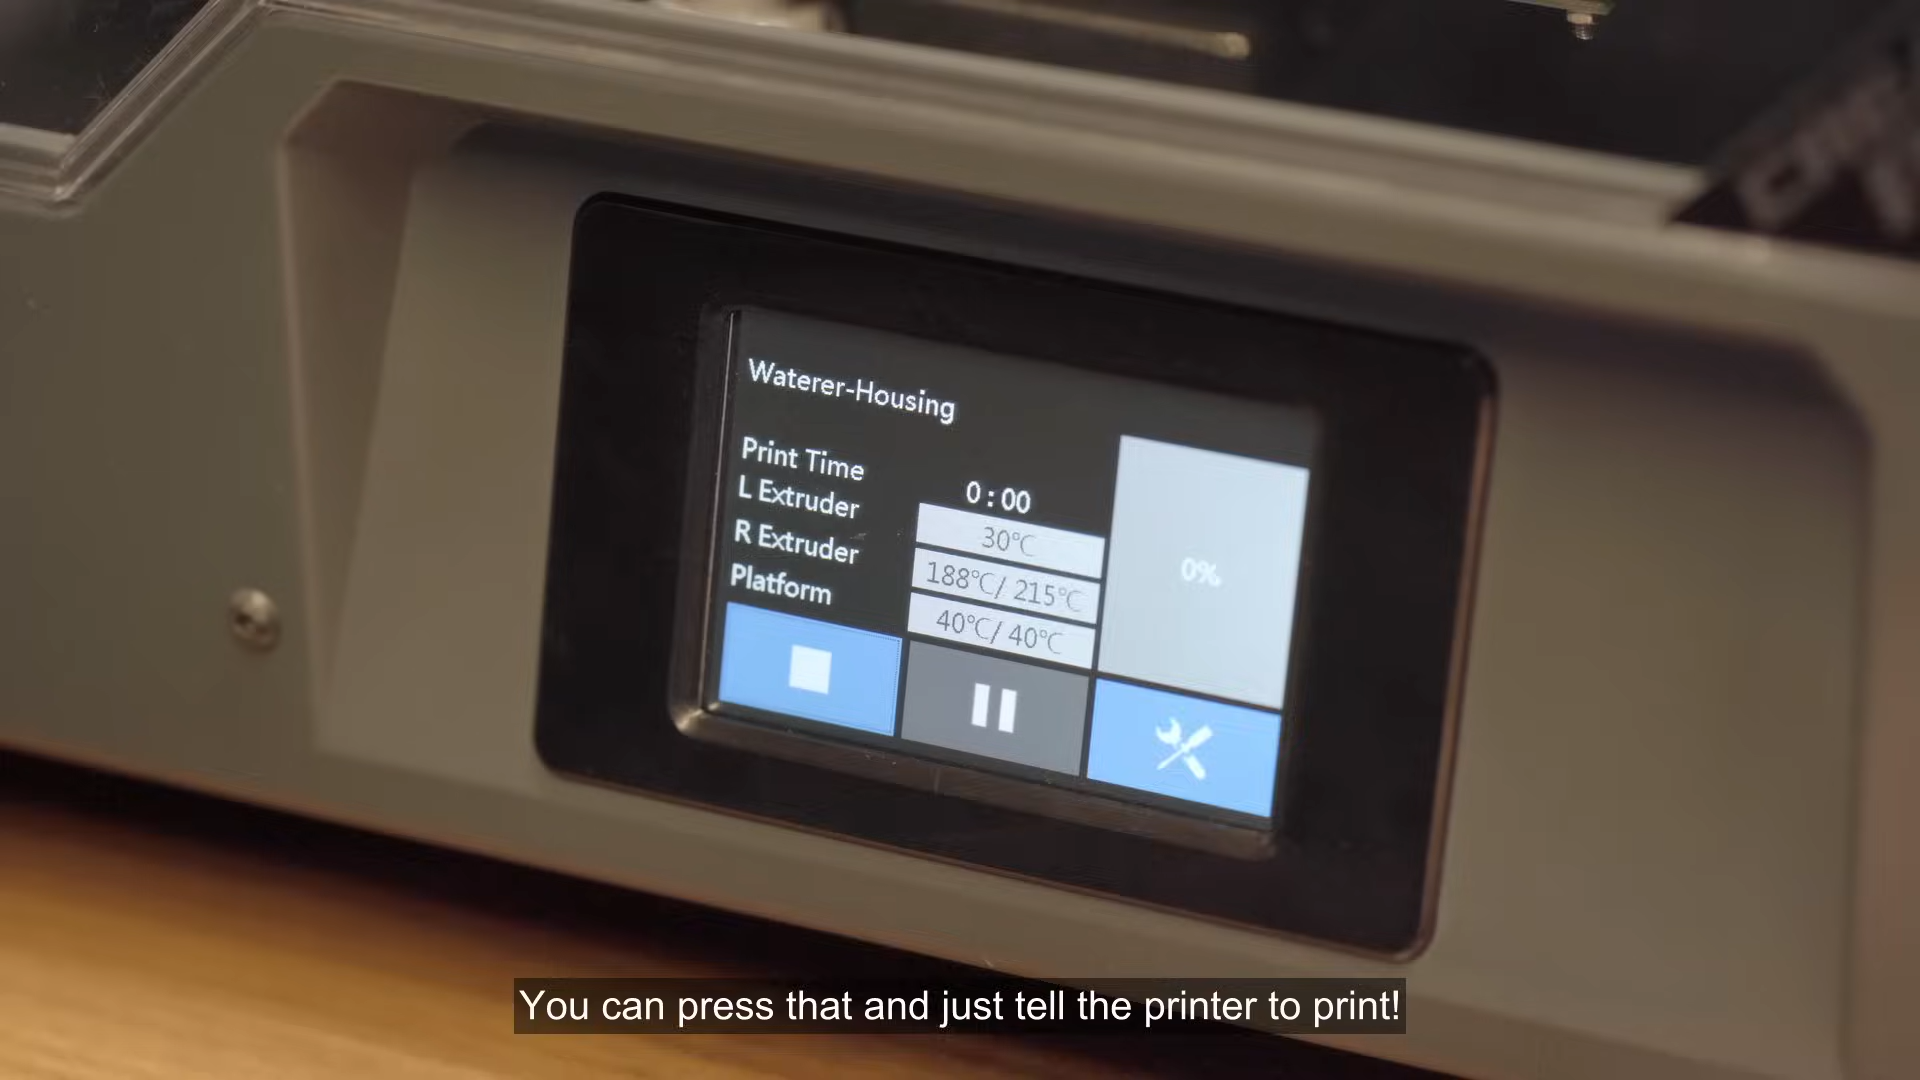 Waterer-Housing
Print Time 0:00
L Extruder 30℃
R Extruder 188℃/ 215℃
Platform 40℃/ 40℃
0%
You can press that and just tell the printer to print!